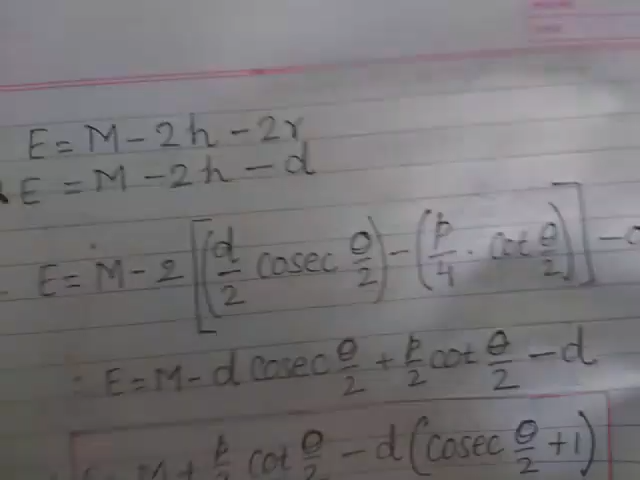 E = M - 2h - 2r
E = M - 2h - d
E = M - 2 [(d/2 cosec θ/2) - (p/4 . cot θ/2)] -
E = M - d cosec θ/2 + p/2 cot θ/2 - d
M + p/2 cot θ/2 - d (cosec θ/2 + 1)